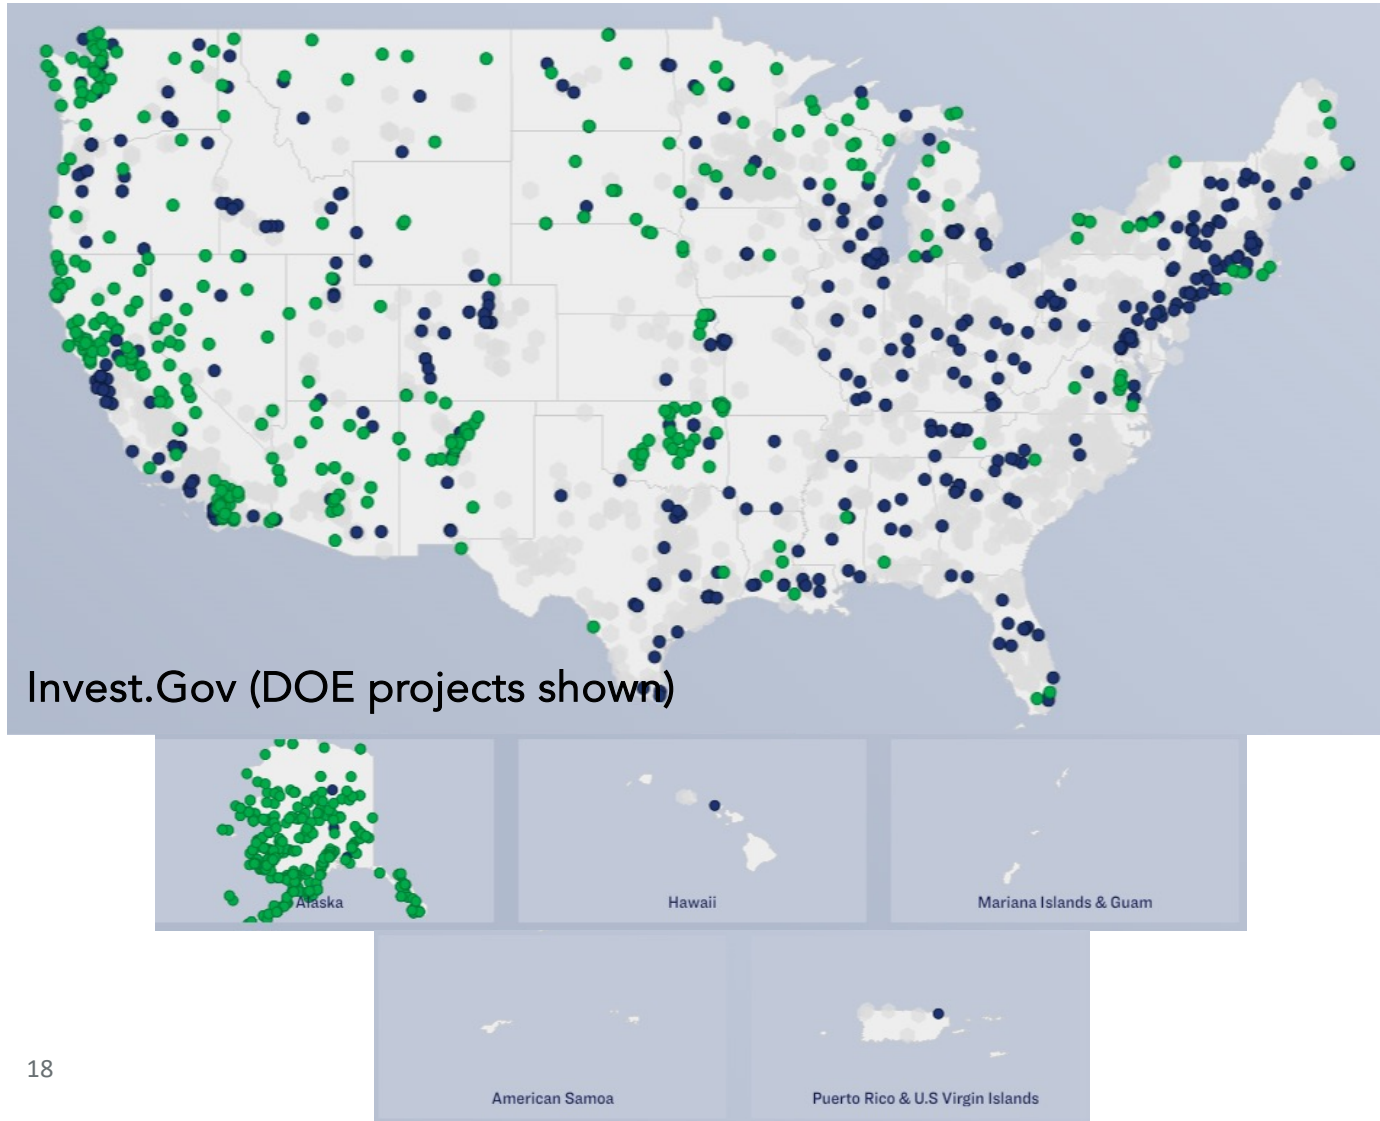 Invest.Gov (DOE projects shown)
Alaska
Hawaii
Mariana Islands & Guam
American Samoa
Puerto Rico & U.S Virgin Islands
18